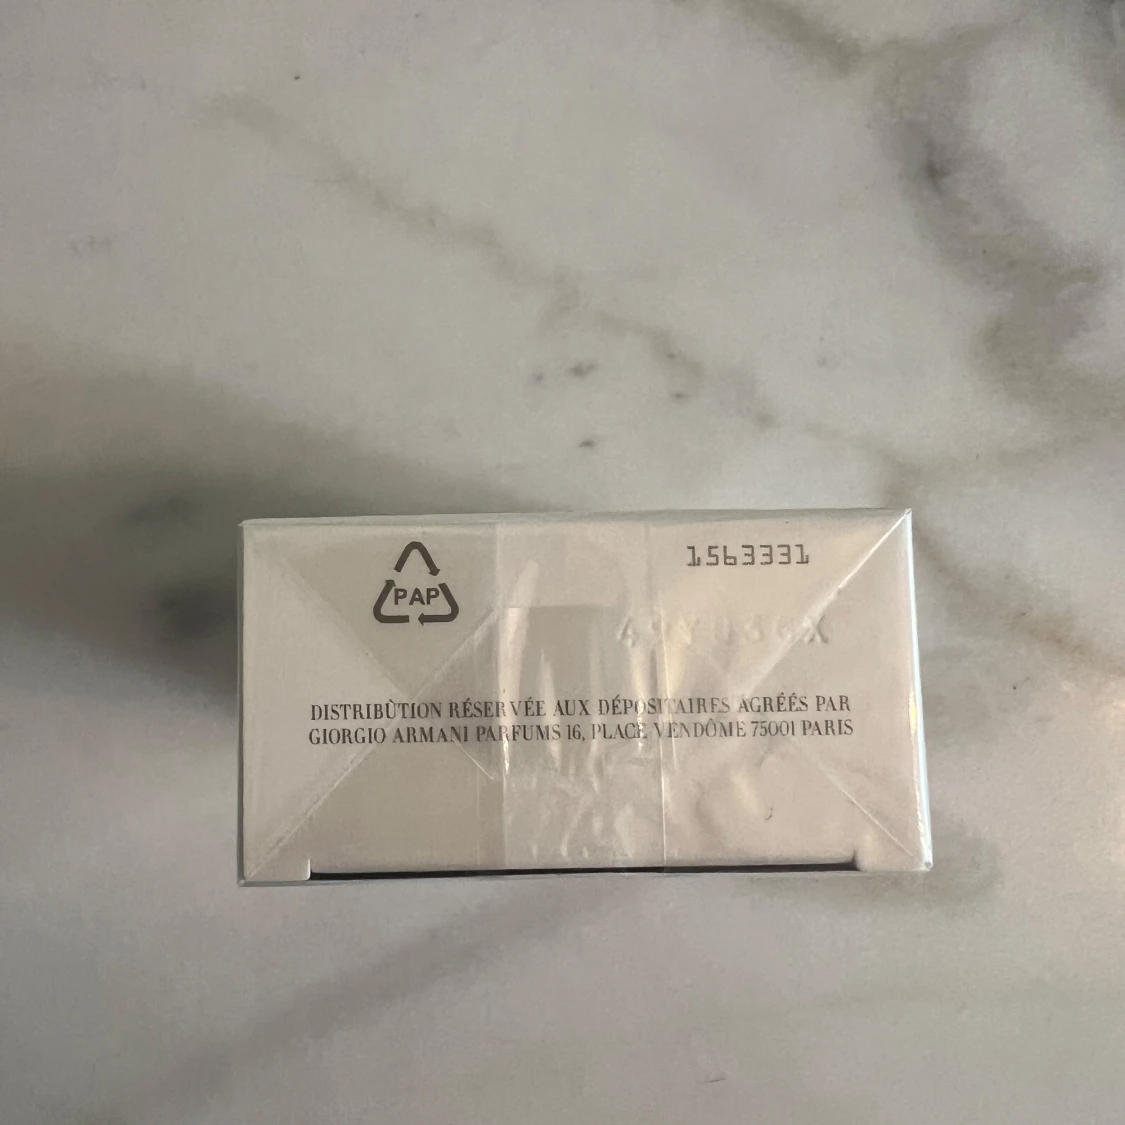 PAP
1563331
DISTRIBÙTION RÉSERVÉE AUX DÉPOSITAIRES AGRÉÉS PAR
GIORGIO ARMANI PARFUMS 16, PLACE VENDÔME 75001 PARIS